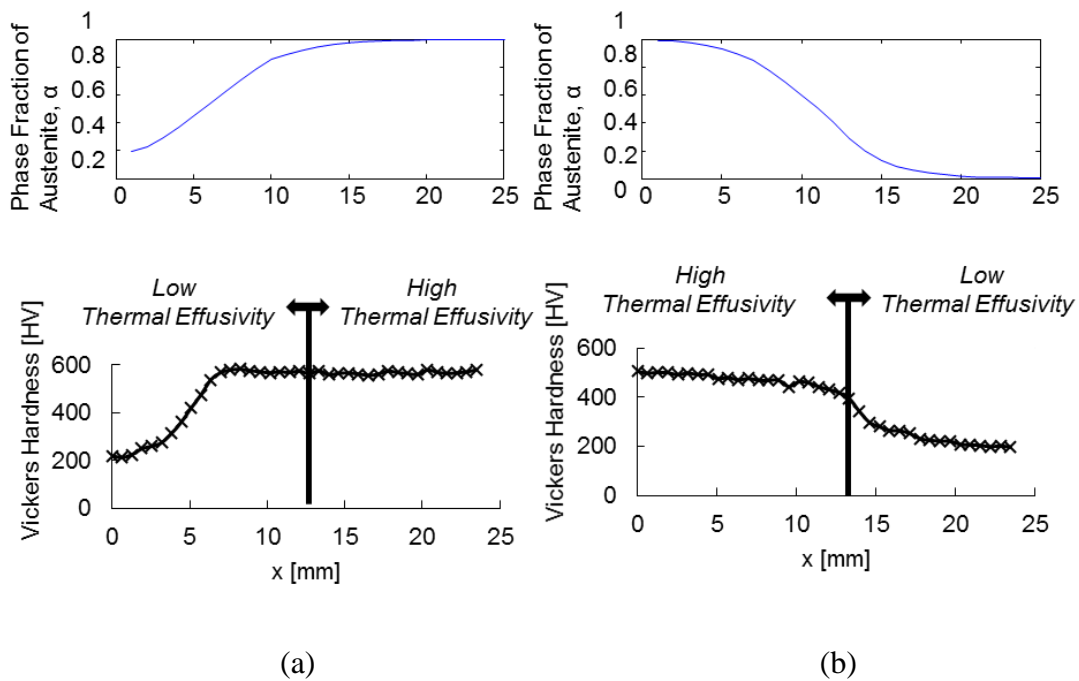 Phase Fraction of
Austenite, α
1
0.8
0.6
0.4
0.2
0 5 10 15 20 25
Phase Fraction of
Austenite, α
1
0.8
0.6
0.4
0.2
0
0 5 10 15 20 25
Low
Thermal Effusivity
High
Thermal Effusivity
Vickers Hardness [HV]
600
400
200
0
0 5 10 15 20 25
x [mm]
High
Thermal Effusivity
Low
Thermal Effusivity
Vickers Hardness [HV]
600
400
200
0
0 5 10 15 20 25
x [mm]
(a)
(b)